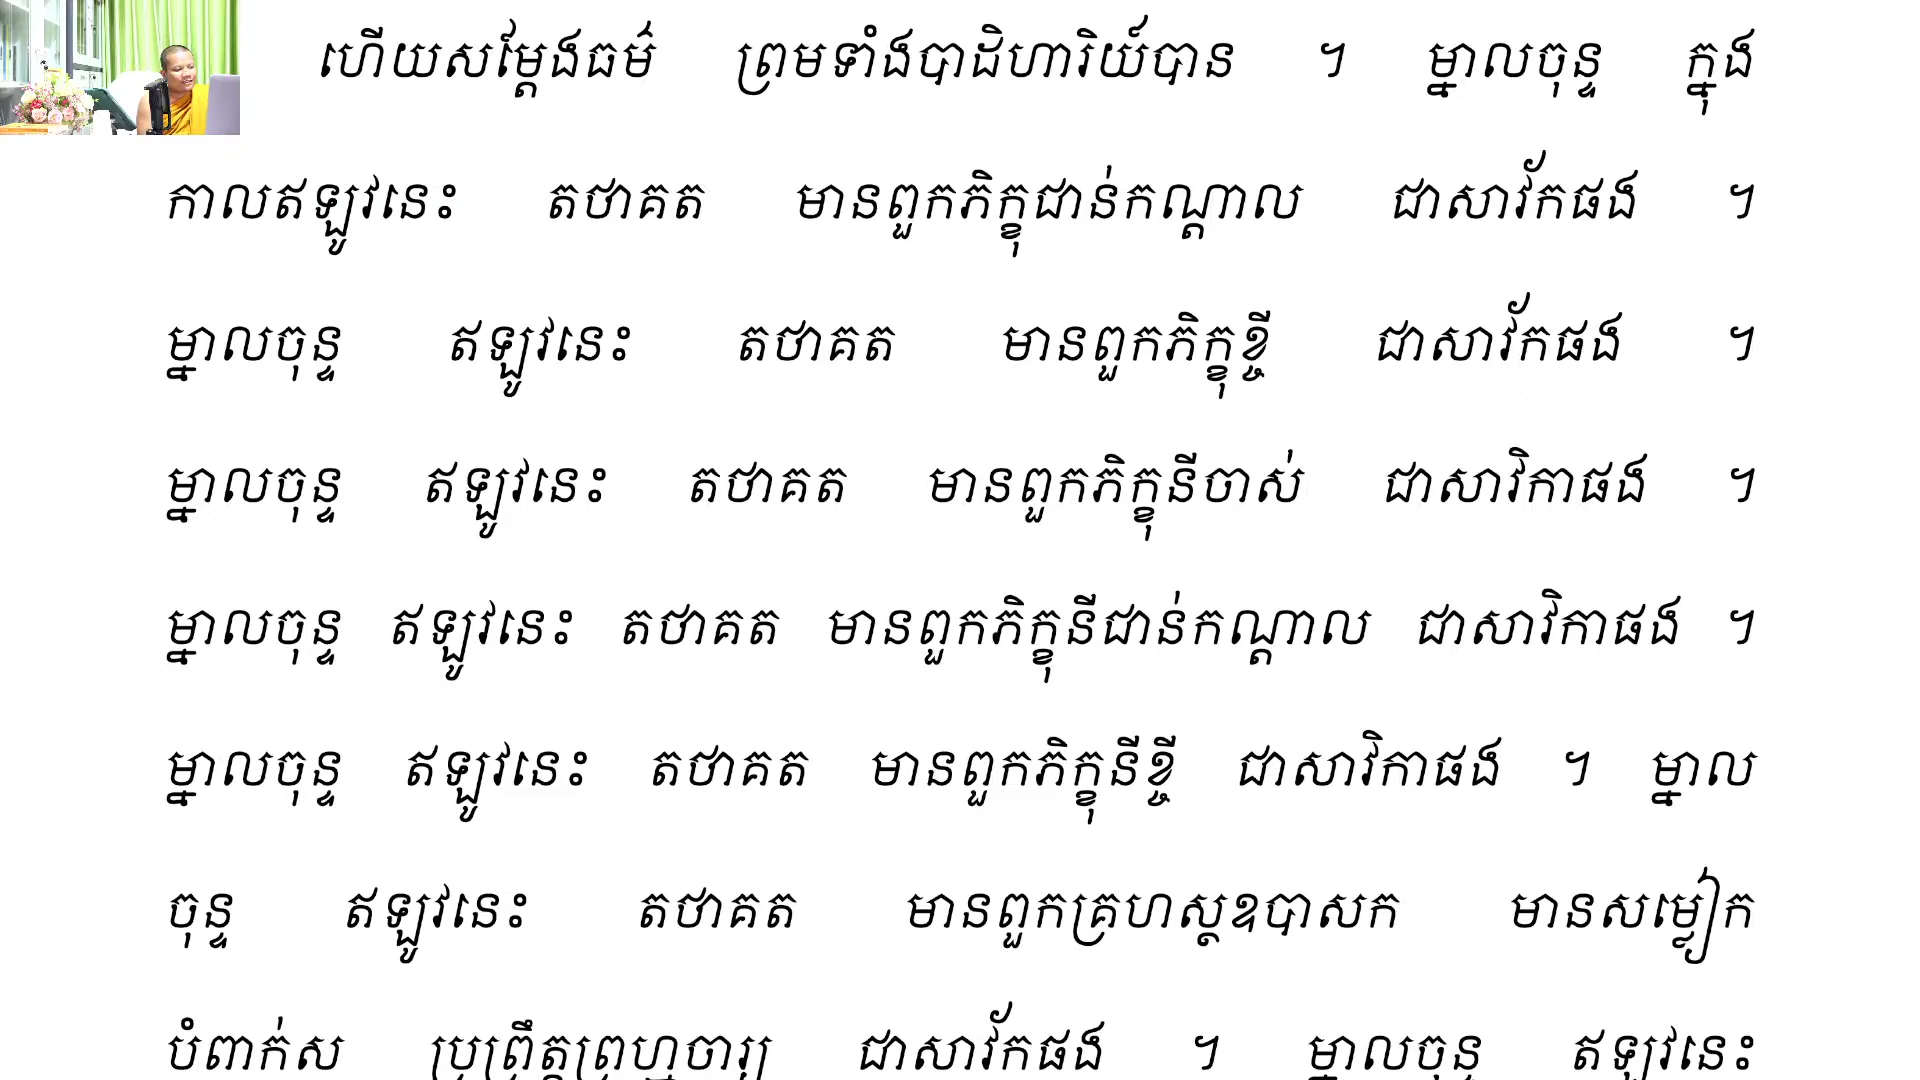 ហើយសម្ដែងធម៌ ព្រមទាំងបាដិហារិយ៍បាន ។ ម្នាលចុន្ទ ក្នុង
កាលឥឡូវនេះ តថាគត មានពួកភិក្ខុជាន់កណ្ដាល ជាសាវ័កផង ។
ម្នាលចុន្ទ ឥឡូវនេះ តថាគត មានពួកភិក្ខុខ្ចី ជាសាវ័កផង ។
ម្នាលចុន្ទ ឥឡូវនេះ តថាគត មានពួកភិក្ខុនីចាស់ ជាសាវិកាផង ។
ម្នាលចុន្ទ ឥឡូវនេះ តថាគត មានពួកភិក្ខុនីជាន់កណ្ដាល ជាសាវិកាផង ។
ម្នាលចុន្ទ ឥឡូវនេះ តថាគត មានពួកភិក្ខុនីខ្ចី ជាសាវិកាផង ។ ម្នាល
ចុន្ទ ឥឡូវនេះ តថាគត មានពួកគ្រហស្ថឧបាសក មានសម្លៀក
បំពាក់ស ប្រព្រឹត្តព្រហ្មចារ្យ ជាសាវ័កផង ។ ម្នាលចុន្ទ ឥឡូវនេះ